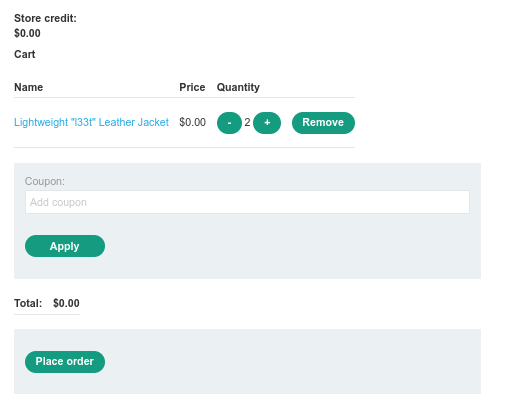 Store credit:
$0.00
Cart
Name Price Quantity
Lightweight "l33t" Leather Jacket $0.00 - 2 + Remove
Coupon:
Add coupon
Apply
Total: $0.00
Place order